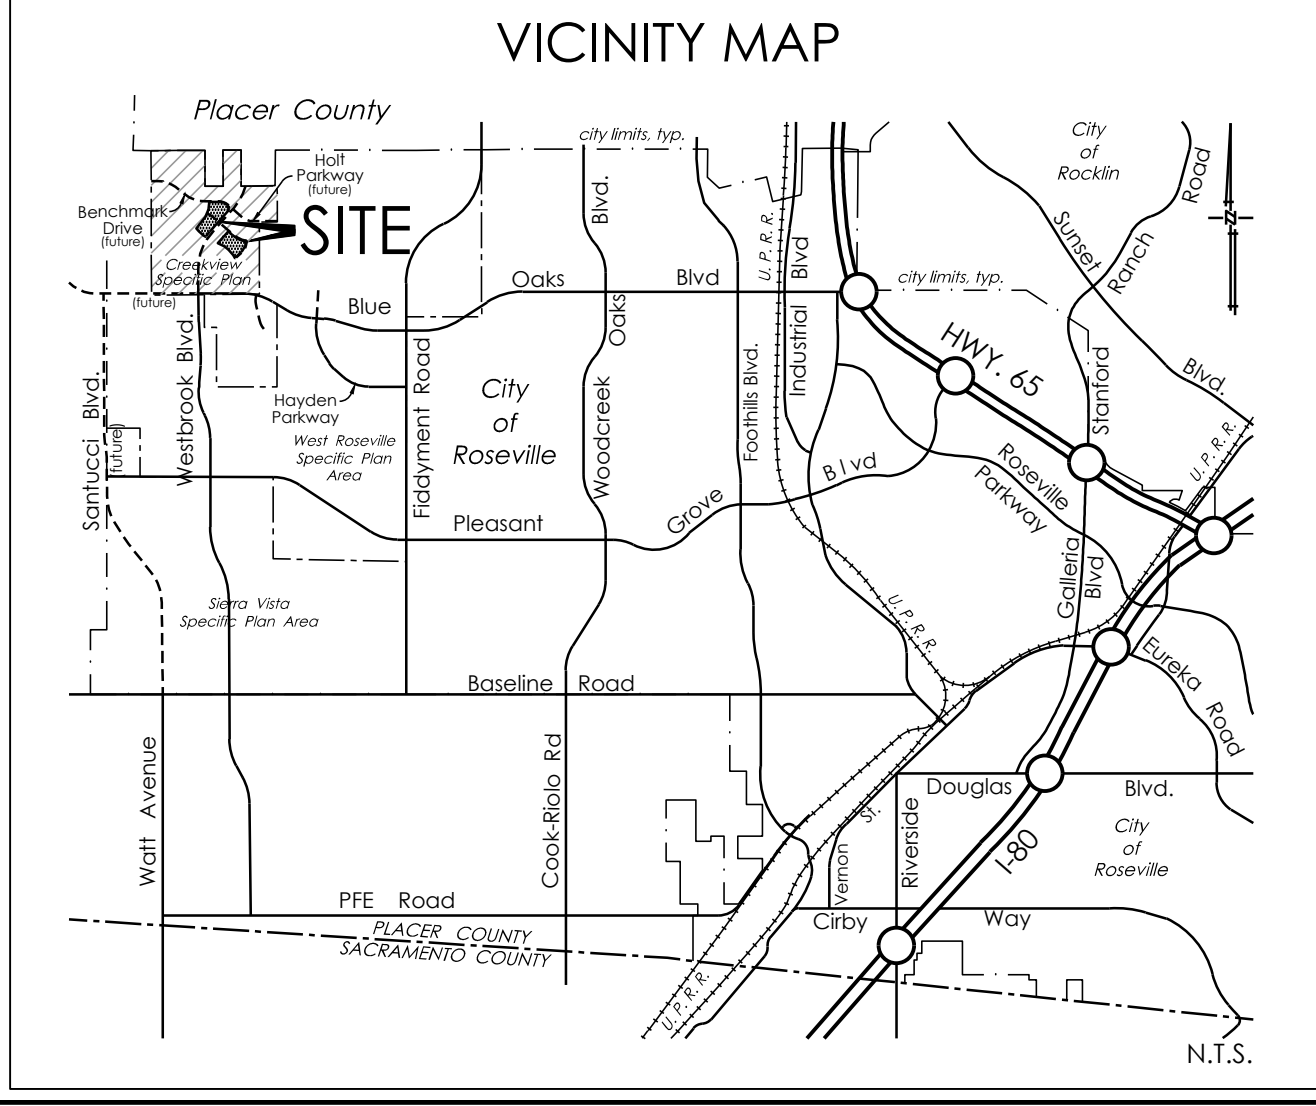 VICINITY MAP
Placer County
city limits, typ.
City
of
Rocklin
Holt
Parkway
(future)
Benchmark
Drive
(future)
SITE
Creekview
Specific Plan
(future)
Blue
Oaks
Blvd
city limits, typ.
Woodcreek
Oaks
Blvd.
U.P.R.R.
Industrial
Blvd
Sunset
Blvd.
Stanford
Ranch
Road
N
HWY. 65
Santucci Blvd.
(future)
Westbrook Blvd.
Hayden
Parkway
Fiddyment Road
City
of
Roseville
West Roseville
Specific Plan
Area
Foothills Blvd.
Pleasant
Grove
Blvd
Roseville
Parkway
U.P.R.R.
Galleria
Blvd
Sierra Vista
Specific Plan Area
U.P.R.R.
Eureka
Road
Baseline Road
Watt Avenue
Cook-Riolo Rd
Douglas
Blvd.
City
of
Roseville
Vernon
St.
Riverside
I-80
PFE Road
Cirby
Way
PLACER COUNTY
SACRAMENTO COUNTY
U.P.R.R.
N.T.S.